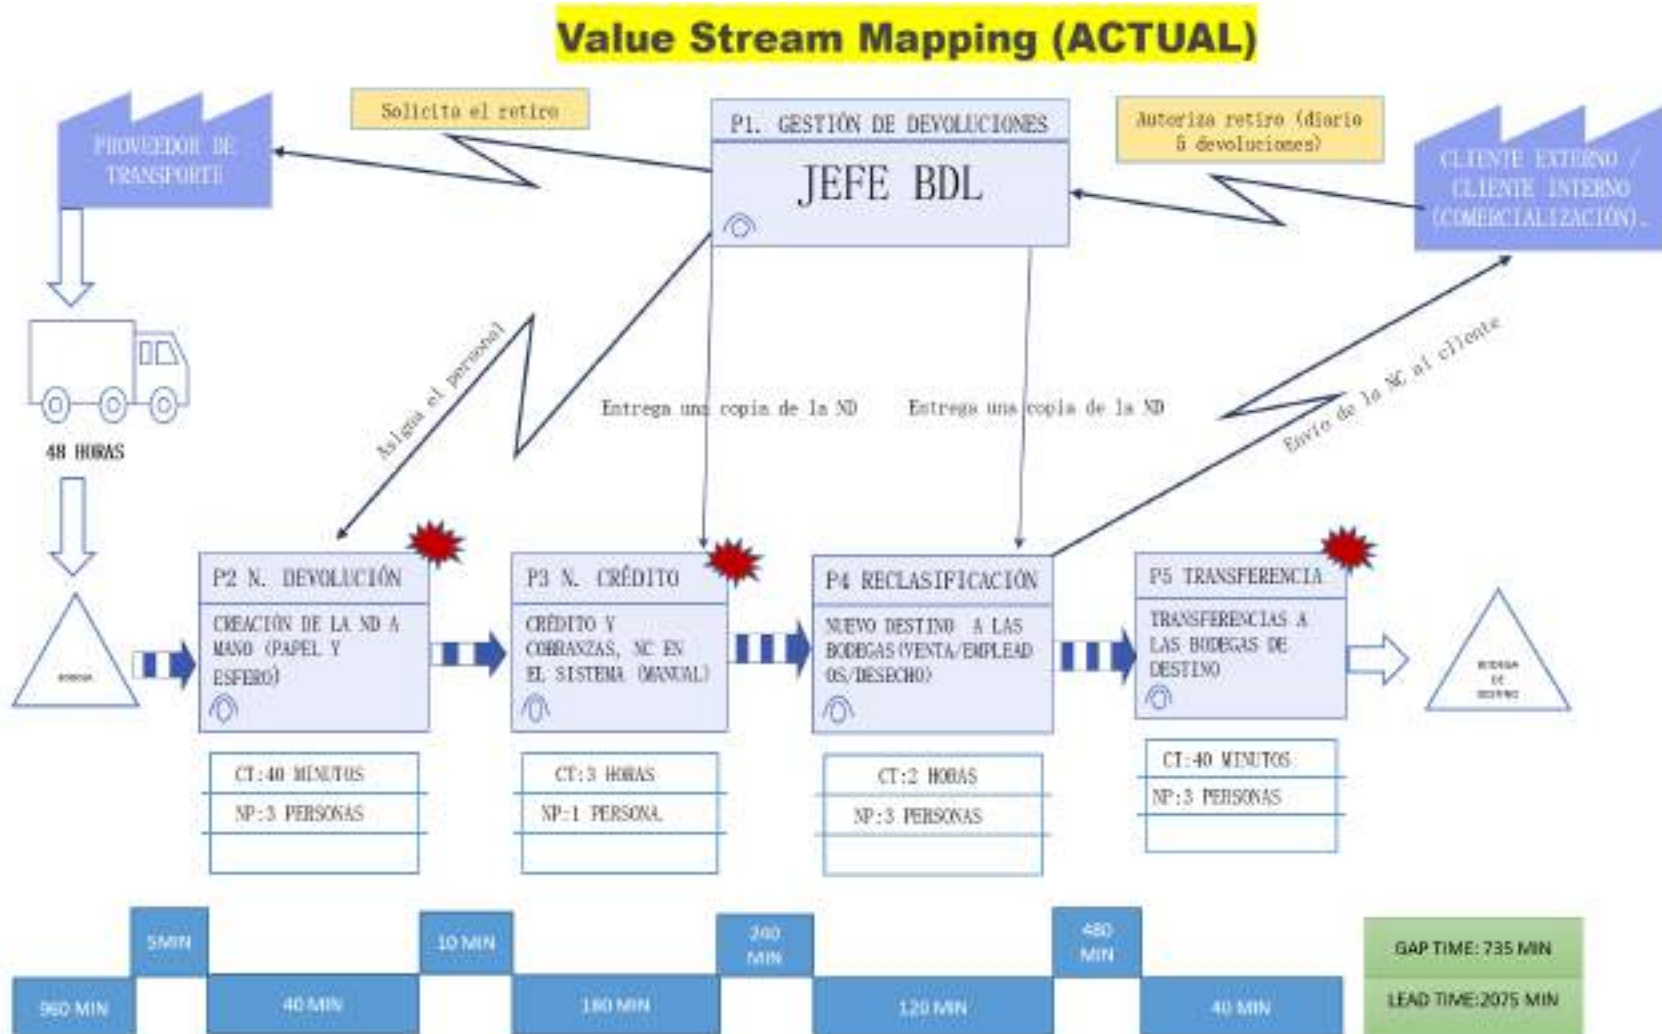 Value Stream Mapping (ACTUAL)
Solicita el retiro
P1. GESTIÓN DE DEVOLUCIONES
JEFE BDL
Autoriza retiro (diario
5 devoluciones)
PROVEEDOR DE
TRANSPORTE
CLIENTE EXTERNO /
CLIENTE INTERNO
(COMERCIALIZACIÓN).
48 HORAS
Asigna el personal
Entrega una copia de la ND
Entrega una copia de la ND
Envío de la NC al cliente
BODEGA
P2 N. DEVOLUCIÓN
CREACIÓN DE LA ND A
MANO (PAPEL Y
ESFERO)
P3 N. CRÉDITO
CRÉDITO Y
COBRANZAS, NC EN
EL SISTEMA (MANUAL)
P4 RECLASIFICACIÓN
NUEVO DESTINO A LAS
BODEGAS(VENTA/EMPLEAD
OS/DESECHO)
P5 TRANSFERENCIA
TRANSFERENCIAS A
LAS BODEGAS DE
DESTINO
BODEGA
DE
DESTINO
CT:40 MINUTOS
NP:3 PERSONAS
CT:3 HORAS
NP:1 PERSONA.
CT:2 HORAS
NP:3 PERSONAS
CT:40 MINUTOS
NP:3 PERSONAS
5MIN
10 MIN
240
MIN
480
MIN
960 MIN
40 MIN
180 MIN
120 MIN
40 MIN
GAP TIME: 735 MIN
LEAD TIME:2075 MIN